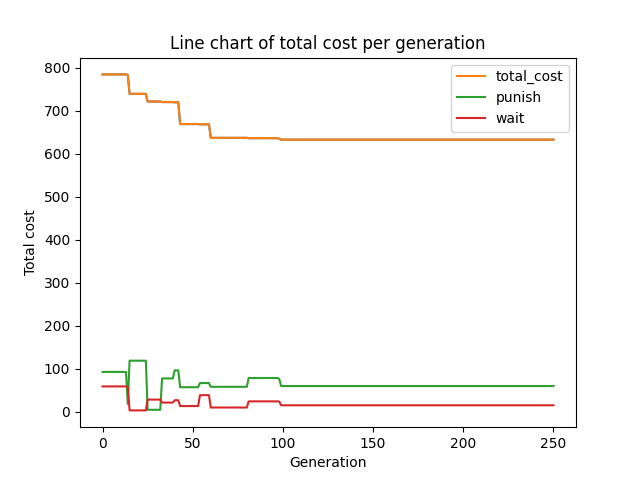 Line chart of total cost per generation
total_cost
punish
wait
800
700
600
500
400
300
200
100
0
Total cost
0 50 100 150 200 250
Generation